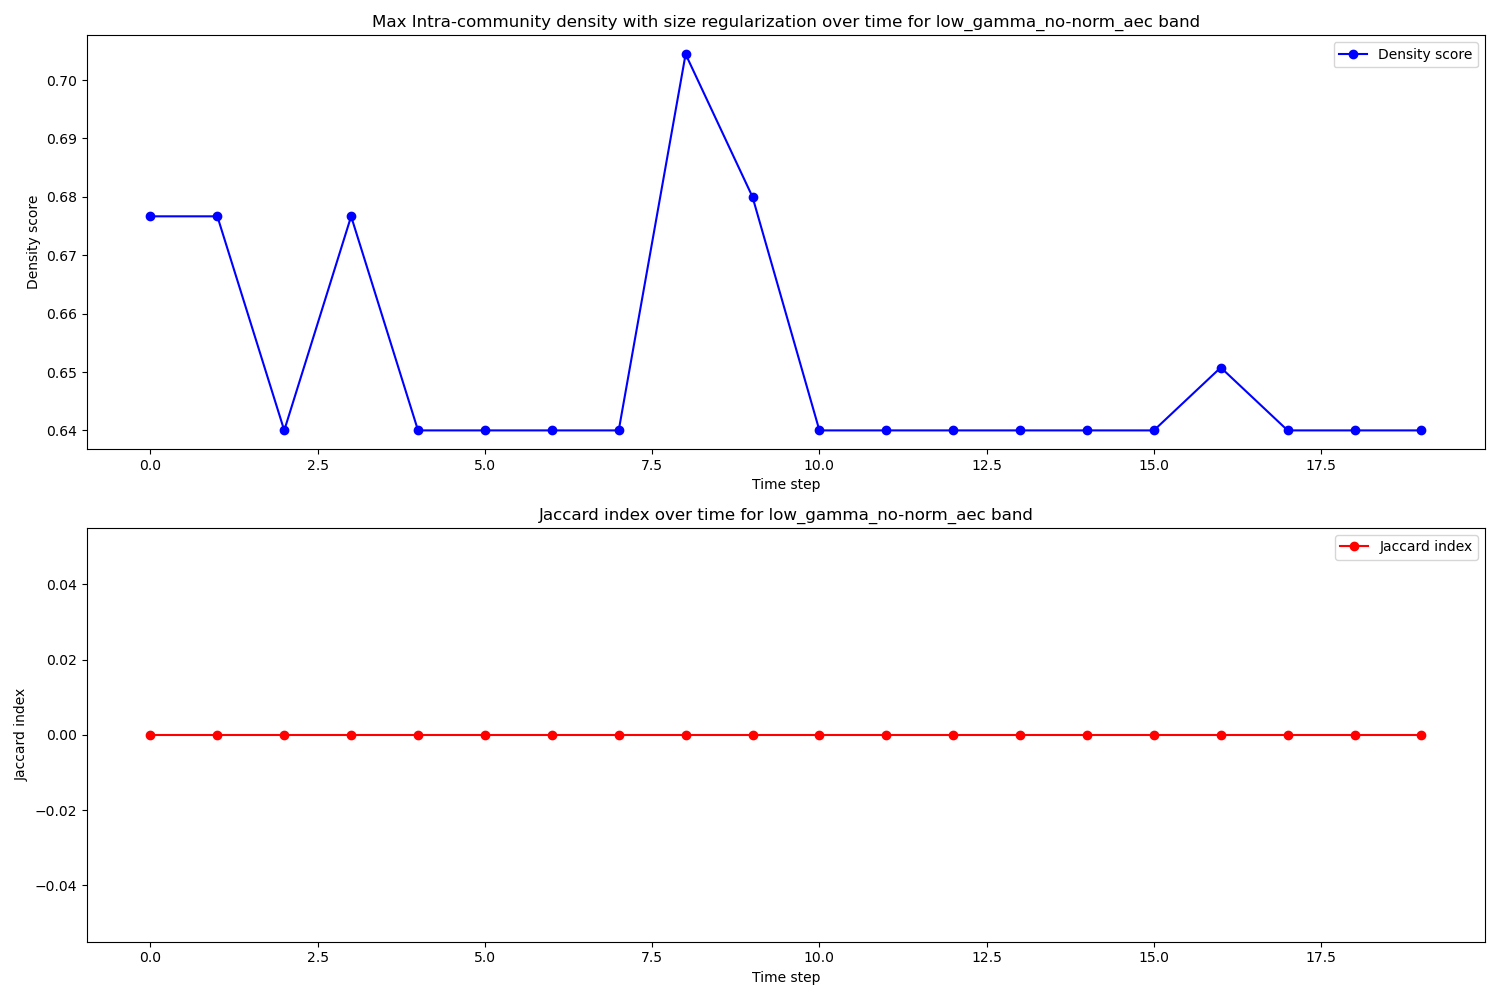 Max Intra-community density with size regularization over time for low_gamma_no-norm_aec band
Density score
0.70
0.69
0.68
0.67
0.66
0.65
0.64
Density score
0.0 2.5 5.0 7.5 10.0 12.5 15.0 17.5
Time step
Jaccard index over time for low_gamma_no-norm_aec band
Jaccard index
0.04
0.02
0.00
−0.02
−0.04
Jaccard index
0.0 2.5 5.0 7.5 10.0 12.5 15.0 17.5
Time step